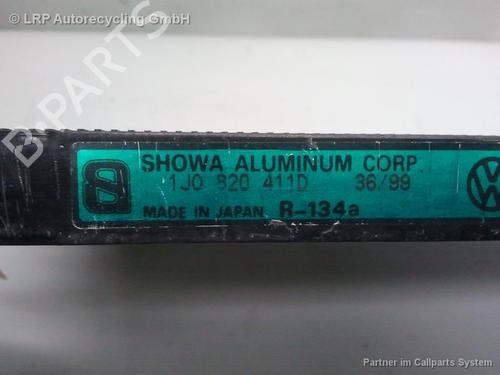 © LRP Autorecycling GmbH
B-PARTS
SHOWA ALUMINUM CORP.
1J0 820 411D 36/99
MADE IN JAPAN R-134a
Partner im Callparts System